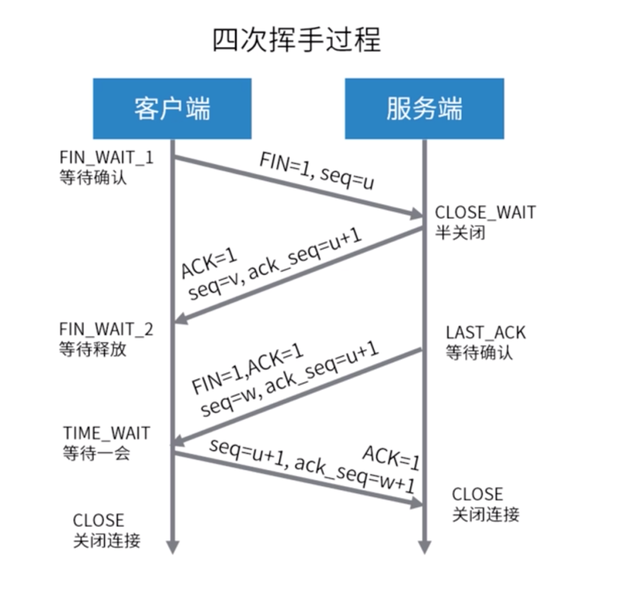 四次挥手过程
客户端
服务端
FIN_WAIT_1
等待确认
FIN=1, seq=u
CLOSE_WAIT
半关闭
ACK=1
seq=v, ack_seq=u+1
FIN_WAIT_2
等待释放
LAST_ACK
等待确认
FIN=1,ACK=1
seq=w, ack_seq=u+1
TIME_WAIT
等待一会
ACK=1
seq=u+1, ack_seq=w+1
CLOSE
关闭连接
CLOSE
关闭连接